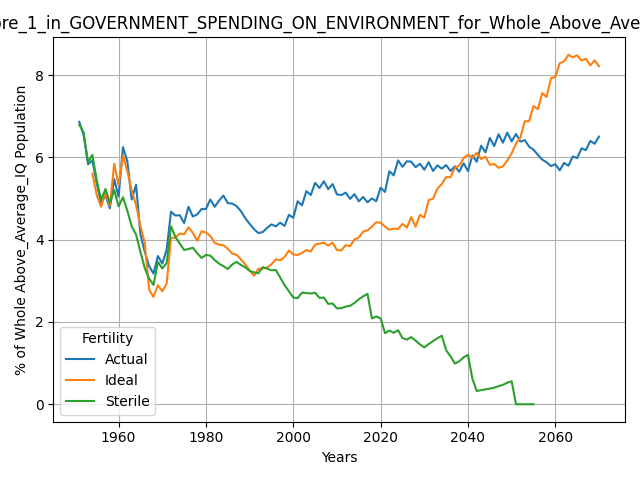 ore_1_in_GOVERNMENT_SPENDING_ON_ENVIRONMENT_for_Whole_Above_Ave
% of Whole Above_Average_IQ Population
8
6
4
2
0
Fertility
Actual
Ideal
Sterile
1960 1980 2000 2020 2040 2060
Years